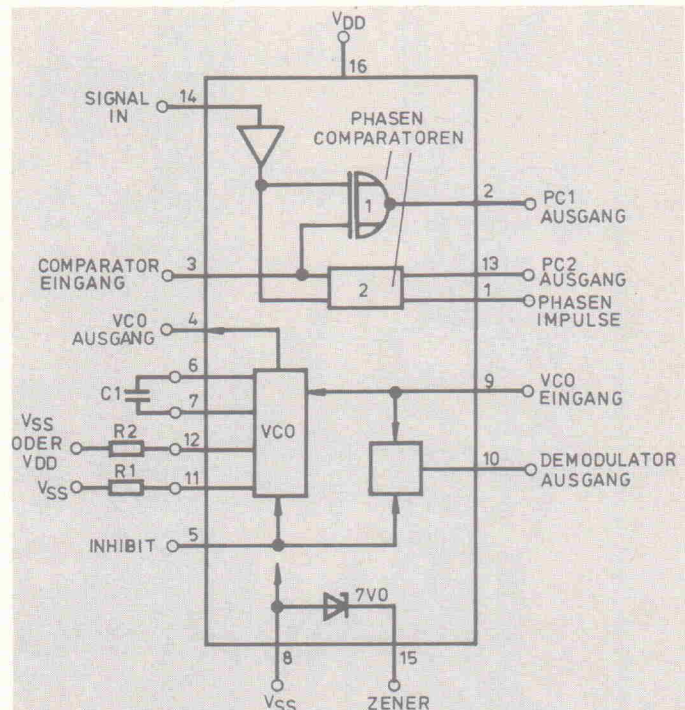 VDD
16
SIGNAL
IN
14
PHASEN
COMPARATOREN
1
2
PC1
AUSGANG
COMPARATOR
EINGANG
3
2
13
PC2
AUSGANG
1
PHASEN
IMPULSE
VCO
AUSGANG
4
6
C1
7
VSS
ODER
VDD
R2
12
VSS
R1
11
VCO
9
VCO
EINGANG
10
DEMODULATOR
AUSGANG
INHIBIT
5
7V0
8
15
VSS
ZENER